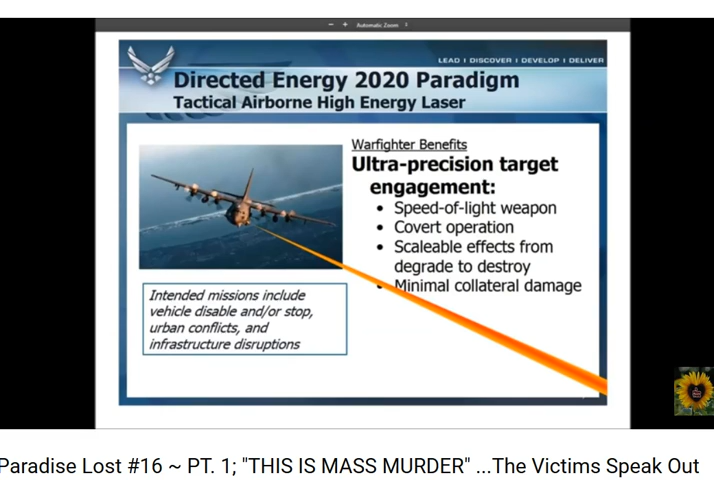 − + Automatic Zoom
LEAD I DISCOVER I DEVELOP I DELIVER
Directed Energy 2020 Paradigm
Tactical Airborne High Energy Laser
Warfighter Benefits
Ultra-precision target
engagement:
• Speed-of-light weapon
• Covert operation
• Scaleable effects from
degrade to destroy
• Minimal collateral damage
Intended missions include
vehicle disable and/or stop,
urban conflicts, and
infrastructure disruptions
Paradise Lost #16 ~ PT. 1; "THIS IS MASS MURDER" ...The Victims Speak Out